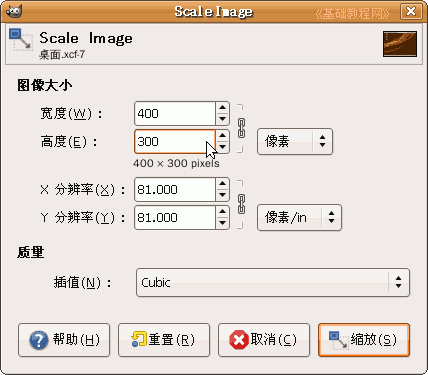 Scale Image 《基础教程网》
Scale Image
桌面.xcf-7
图像大小
宽度(W)： 400
高度(E)： 300 像素
400 × 300 pixels
X 分辨率(X)： 81.000
Y 分辨率(Y)： 81.000 像素/in
质量
插值(N)： Cubic
帮助(H) 重置(R) 取消(C) 缩放(S)